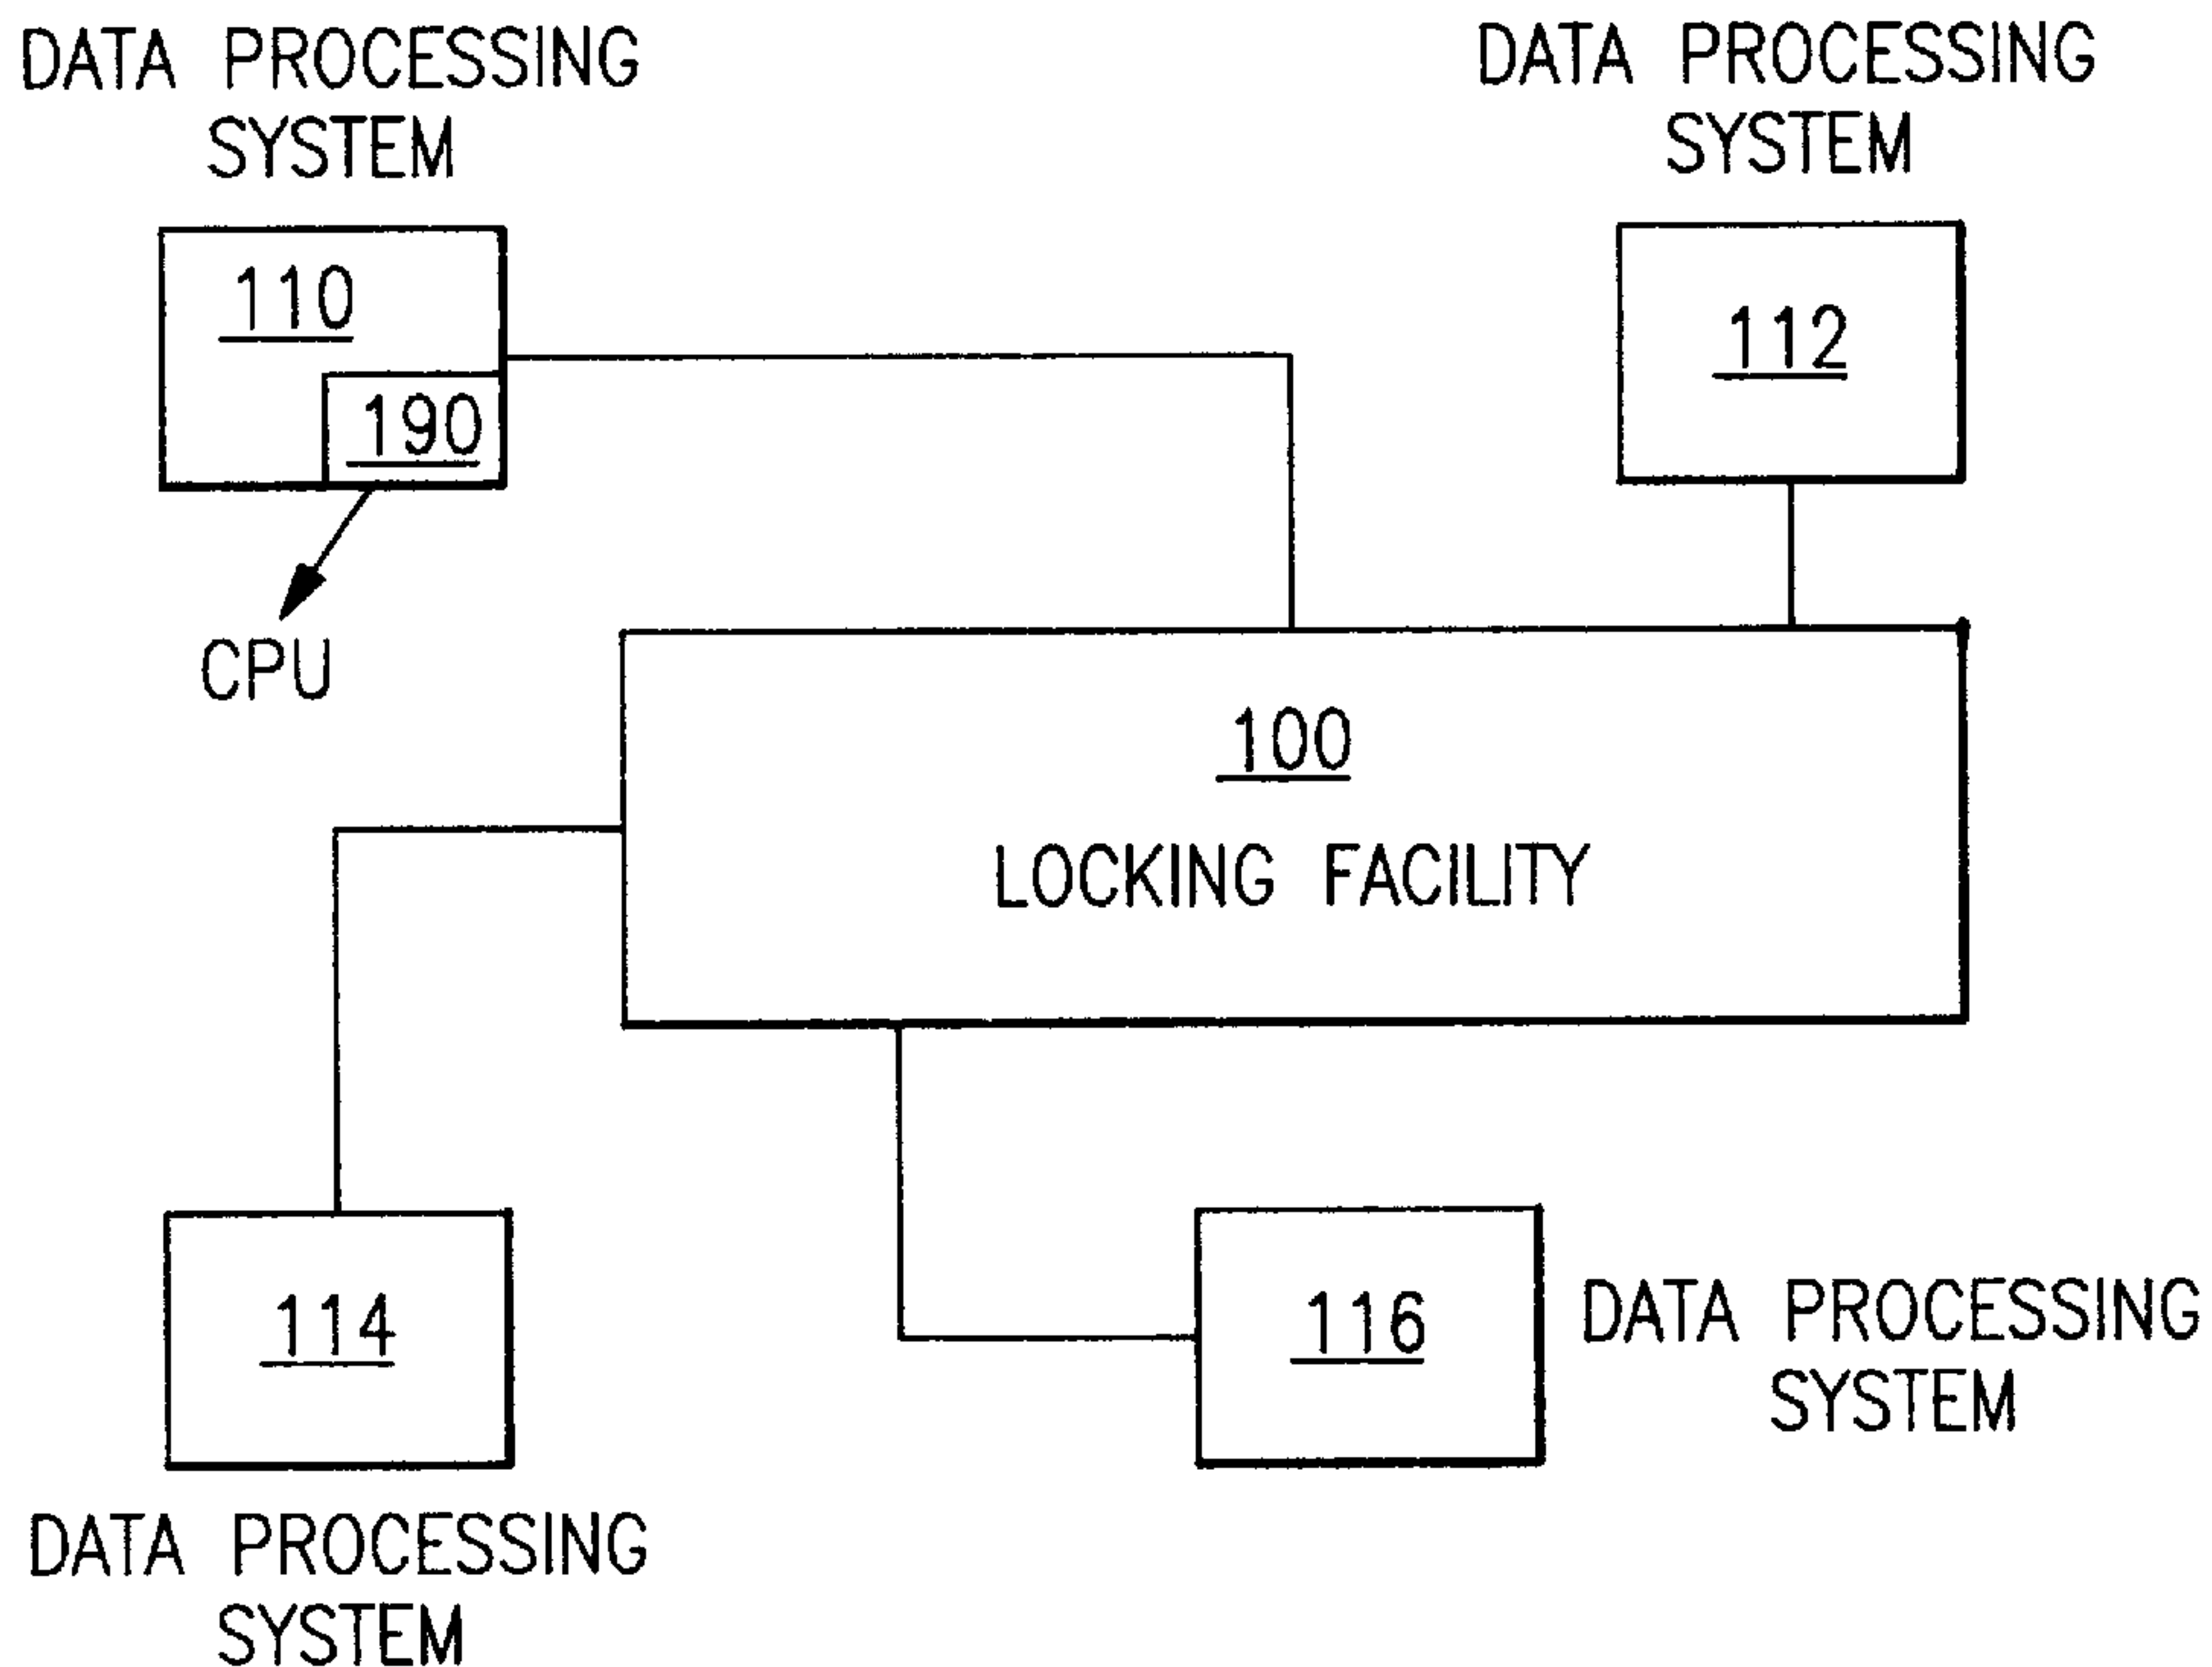 DATA PROCESSING
SYSTEM
DATA PROCESSING
SYSTEM
110
190
112
CPU
100
LOCKING FACILITY
114
116
DATA PROCESSING
SYSTEM
DATA PROCESSING
SYSTEM